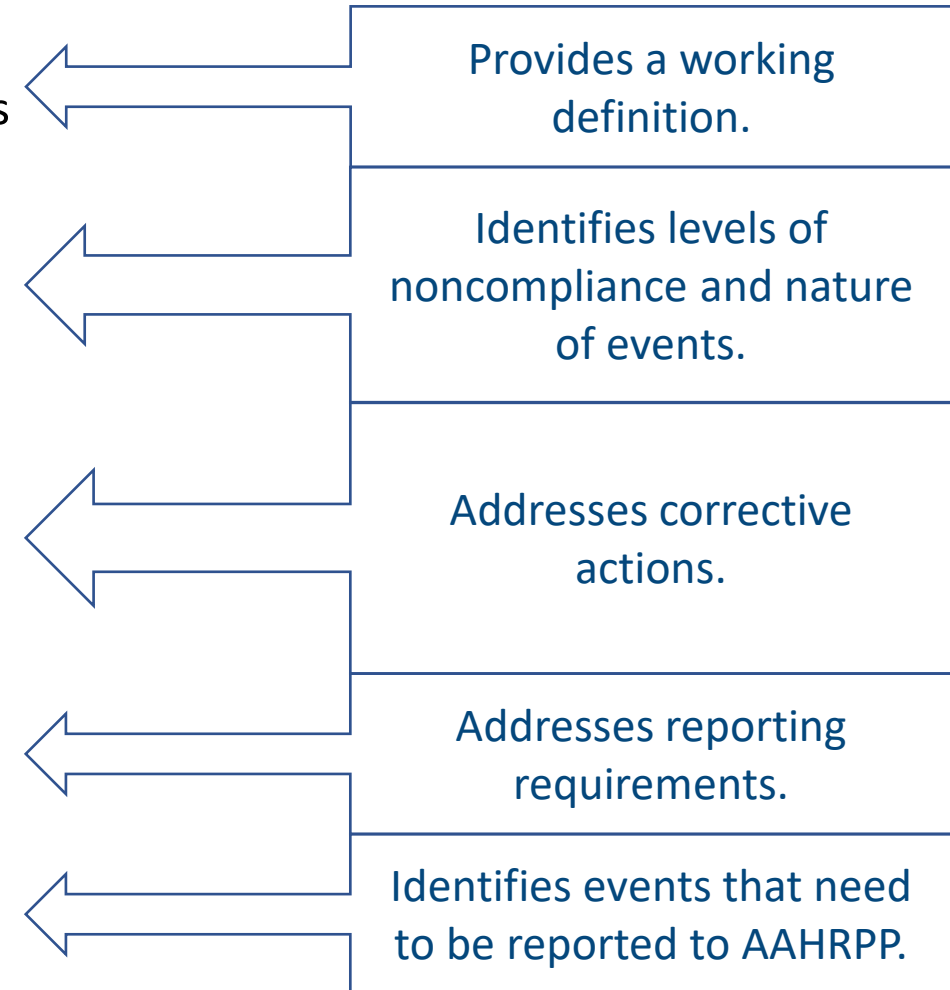 s
Provides a working
definition.
Identifies levels of
noncompliance and nature
of events.
Addresses corrective
actions.
Addresses reporting
requirements.
Identifies events that need
to be reported to AAHRPP.